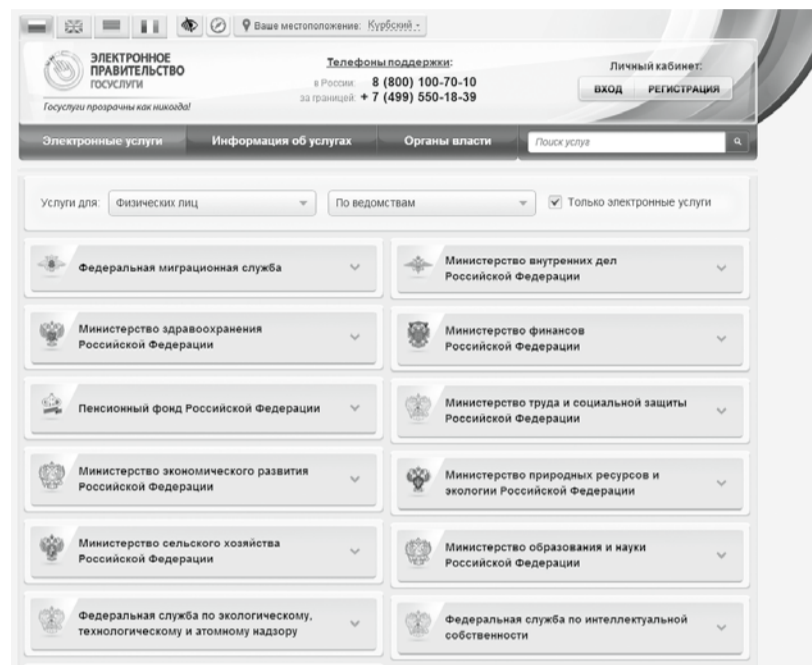 Ваше местоположение: Курбский
ЭЛЕКТРОННОЕ
ПРАВИТЕЛЬСТВО
ГОСУСЛУГИ
Госуслуги прозрачны как никогда!
Телефоны поддержки:
в России: 8 (800) 100-70-10
за границей: + 7 (499) 550-18-39
Личный кабинет:
ВХОД РЕГИСТРАЦИЯ
Электронные услуги Информация об услугах Органы власти Поиск услуг
Услуги для: Физических лиц По ведомствам Только электронные услуги
Федеральная миграционная служба
Министерство внутренних дел
Российской Федерации
Министерство здравоохранения
Российской Федерации
Министерство финансов
Российской Федерации
Пенсионный фонд Российской Федерации
Министерство труда и социальной защиты
Российской Федерации
Министерство экономического развития
Российской Федерации
Министерство природных ресурсов и
экологии Российской Федерации
Министерство сельского хозяйства
Российской Федерации
Министерство образования и науки
Российской Федерации
Федеральная служба по экологическому,
технологическому и атомному надзору
Федеральная служба по интеллектуальной
собственности